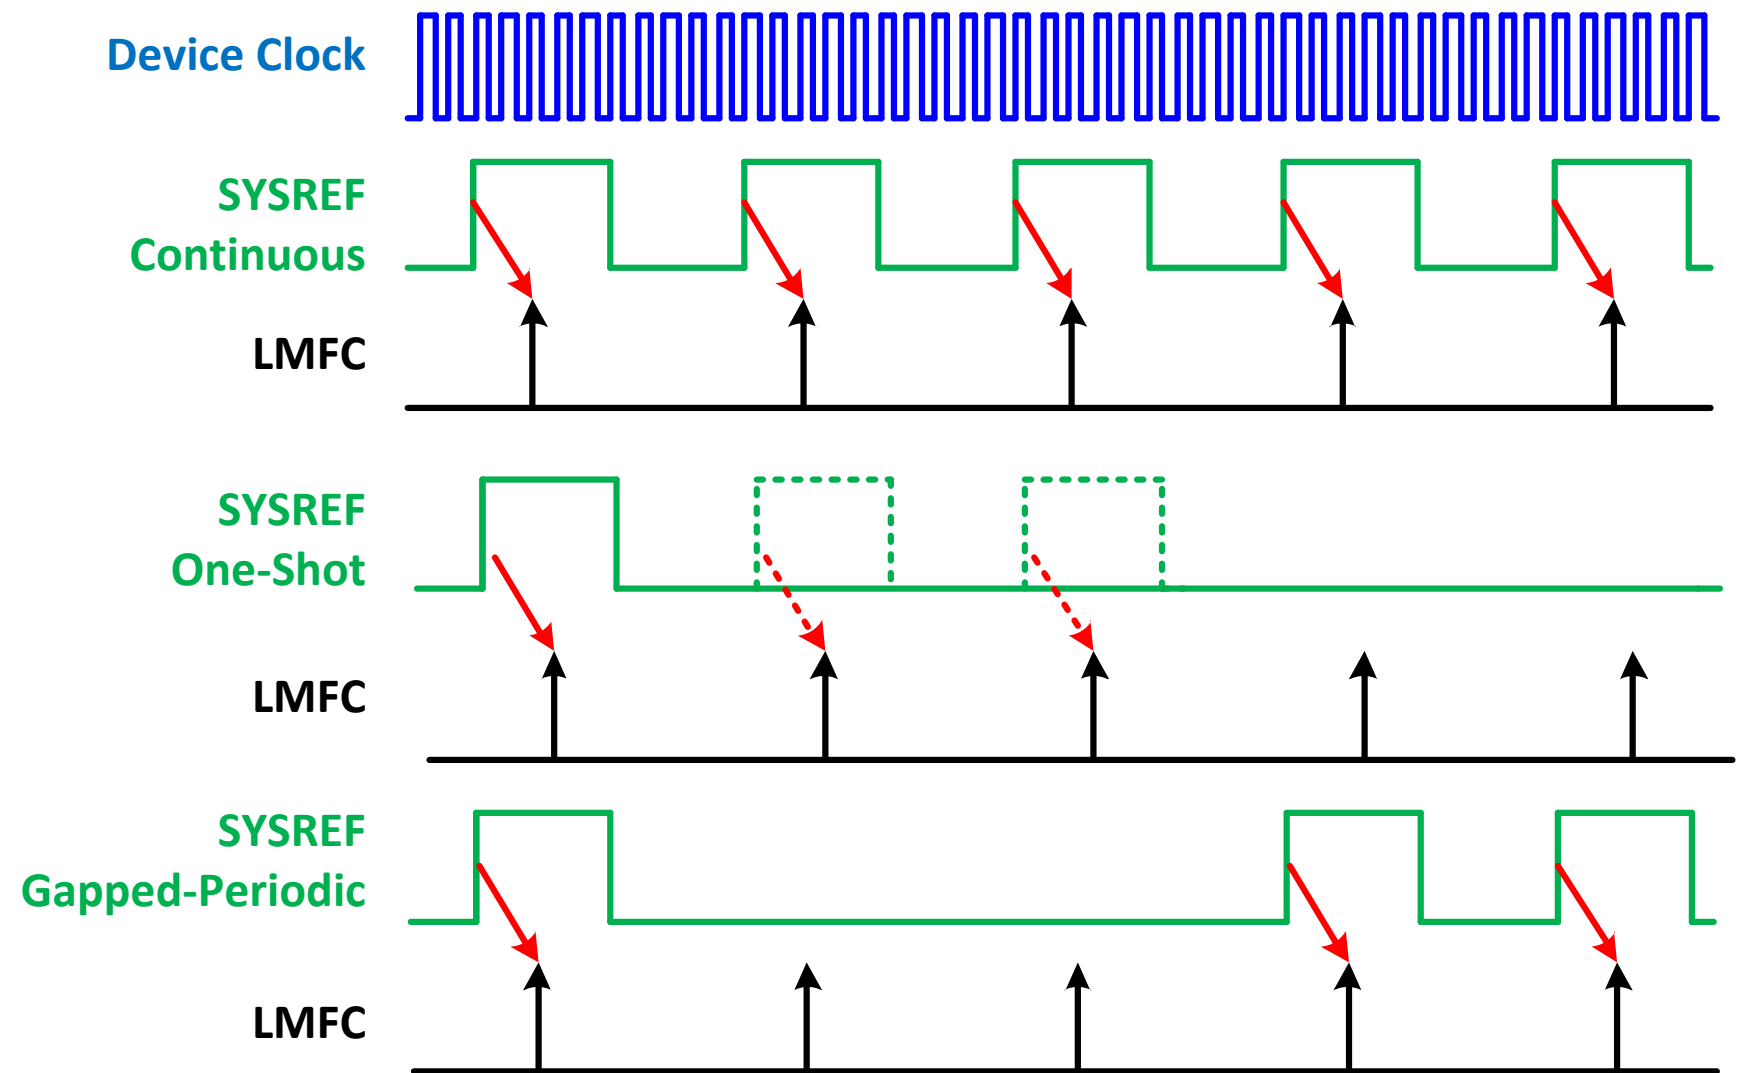 Device Clock
SYSREF
Continuous
LMFC
SYSREF
One-Shot
LMFC
SYSREF
Gapped-Periodic
LMFC